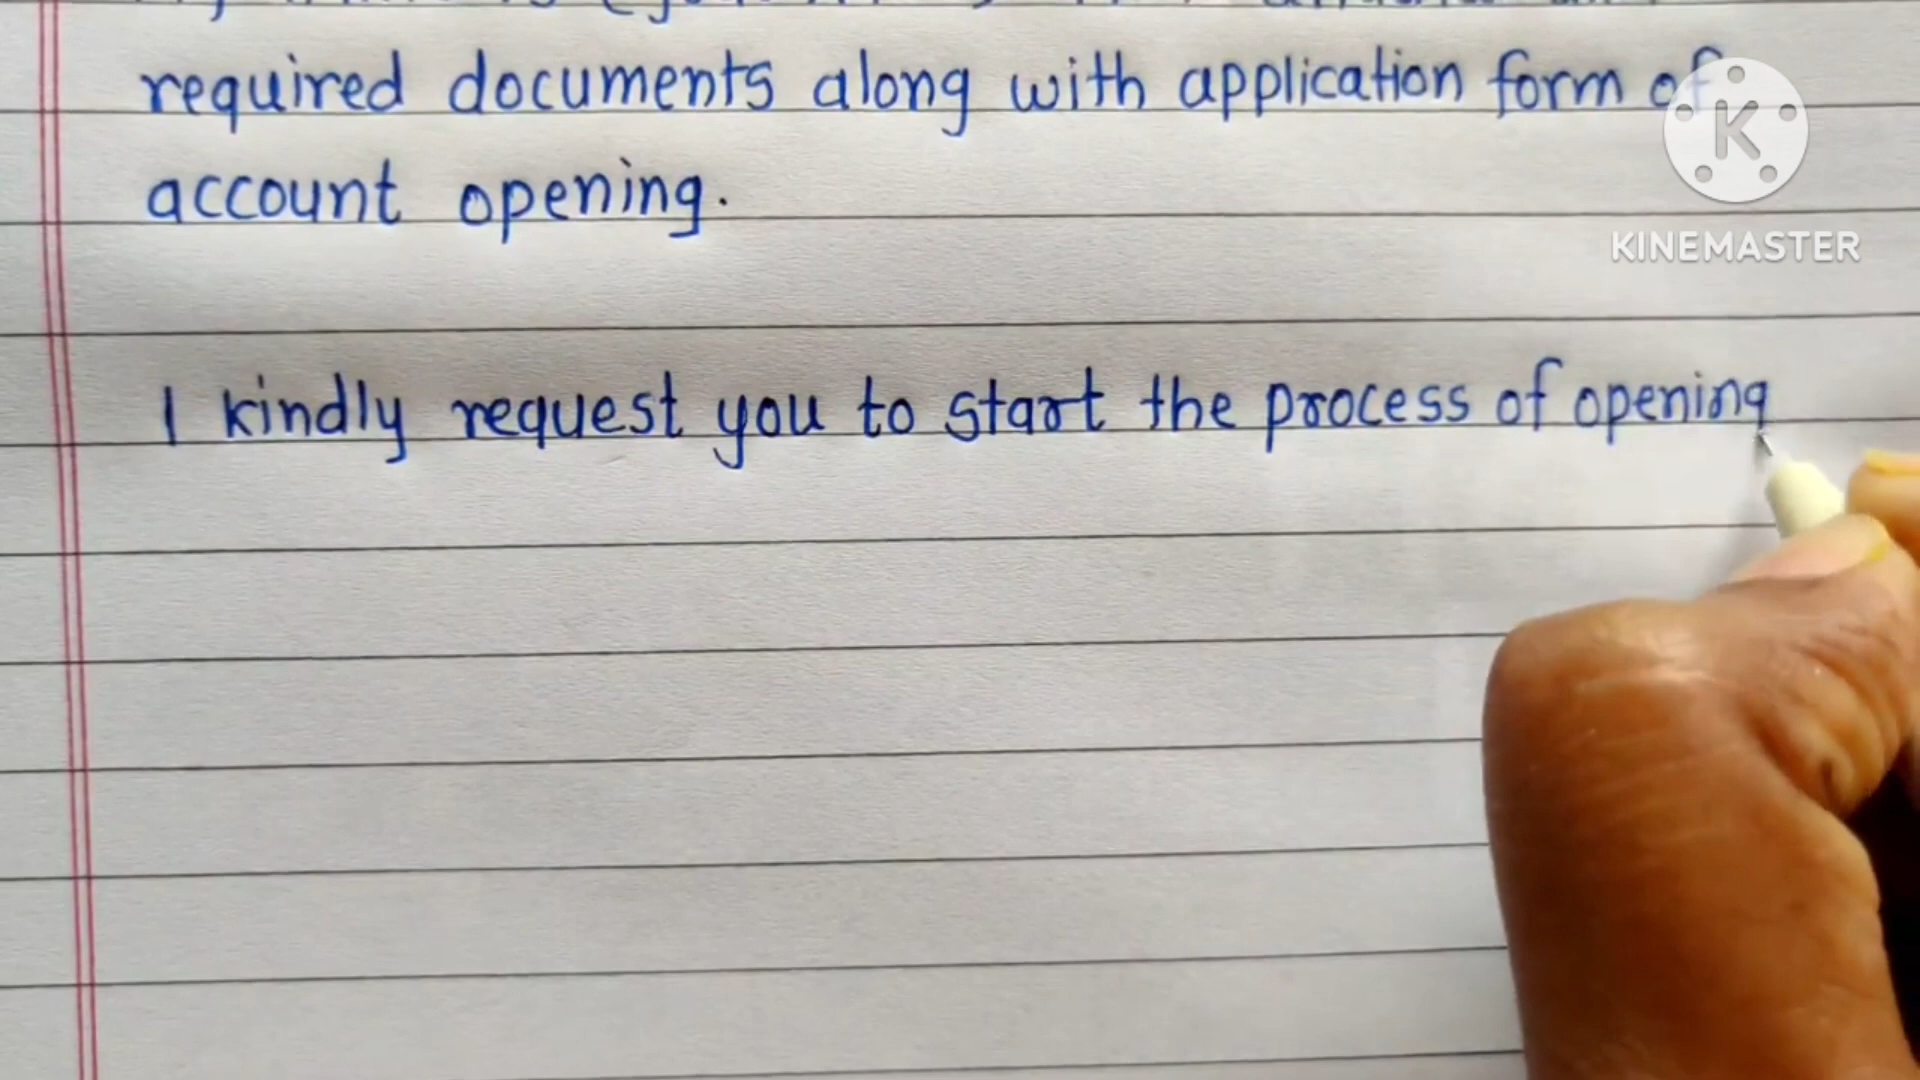 required documents along with application form of
account opening.
I kindly request you to start the process of opening
K
KINEMASTER